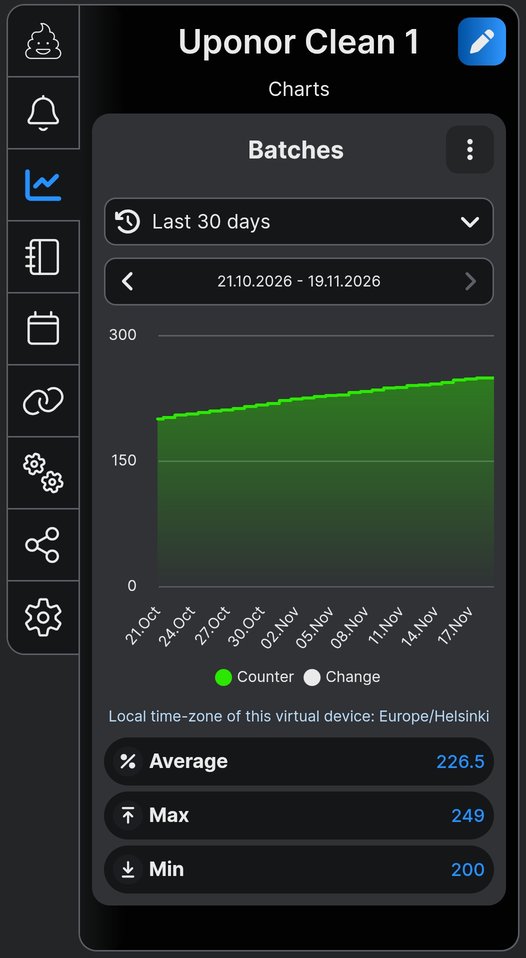 Uponor Clean 1
Charts
Batches
Last 30 days
21.10.2026 - 19.11.2026
300
150
0
21.Oct
24.Oct
27.Oct
30.Oct
02.Nov
05.Nov
08.Nov
11.Nov
14.Nov
17.Nov
Counter Change
Local time-zone of this virtual device: Europe/Helsinki
Average 226.5
Max 249
Min 200